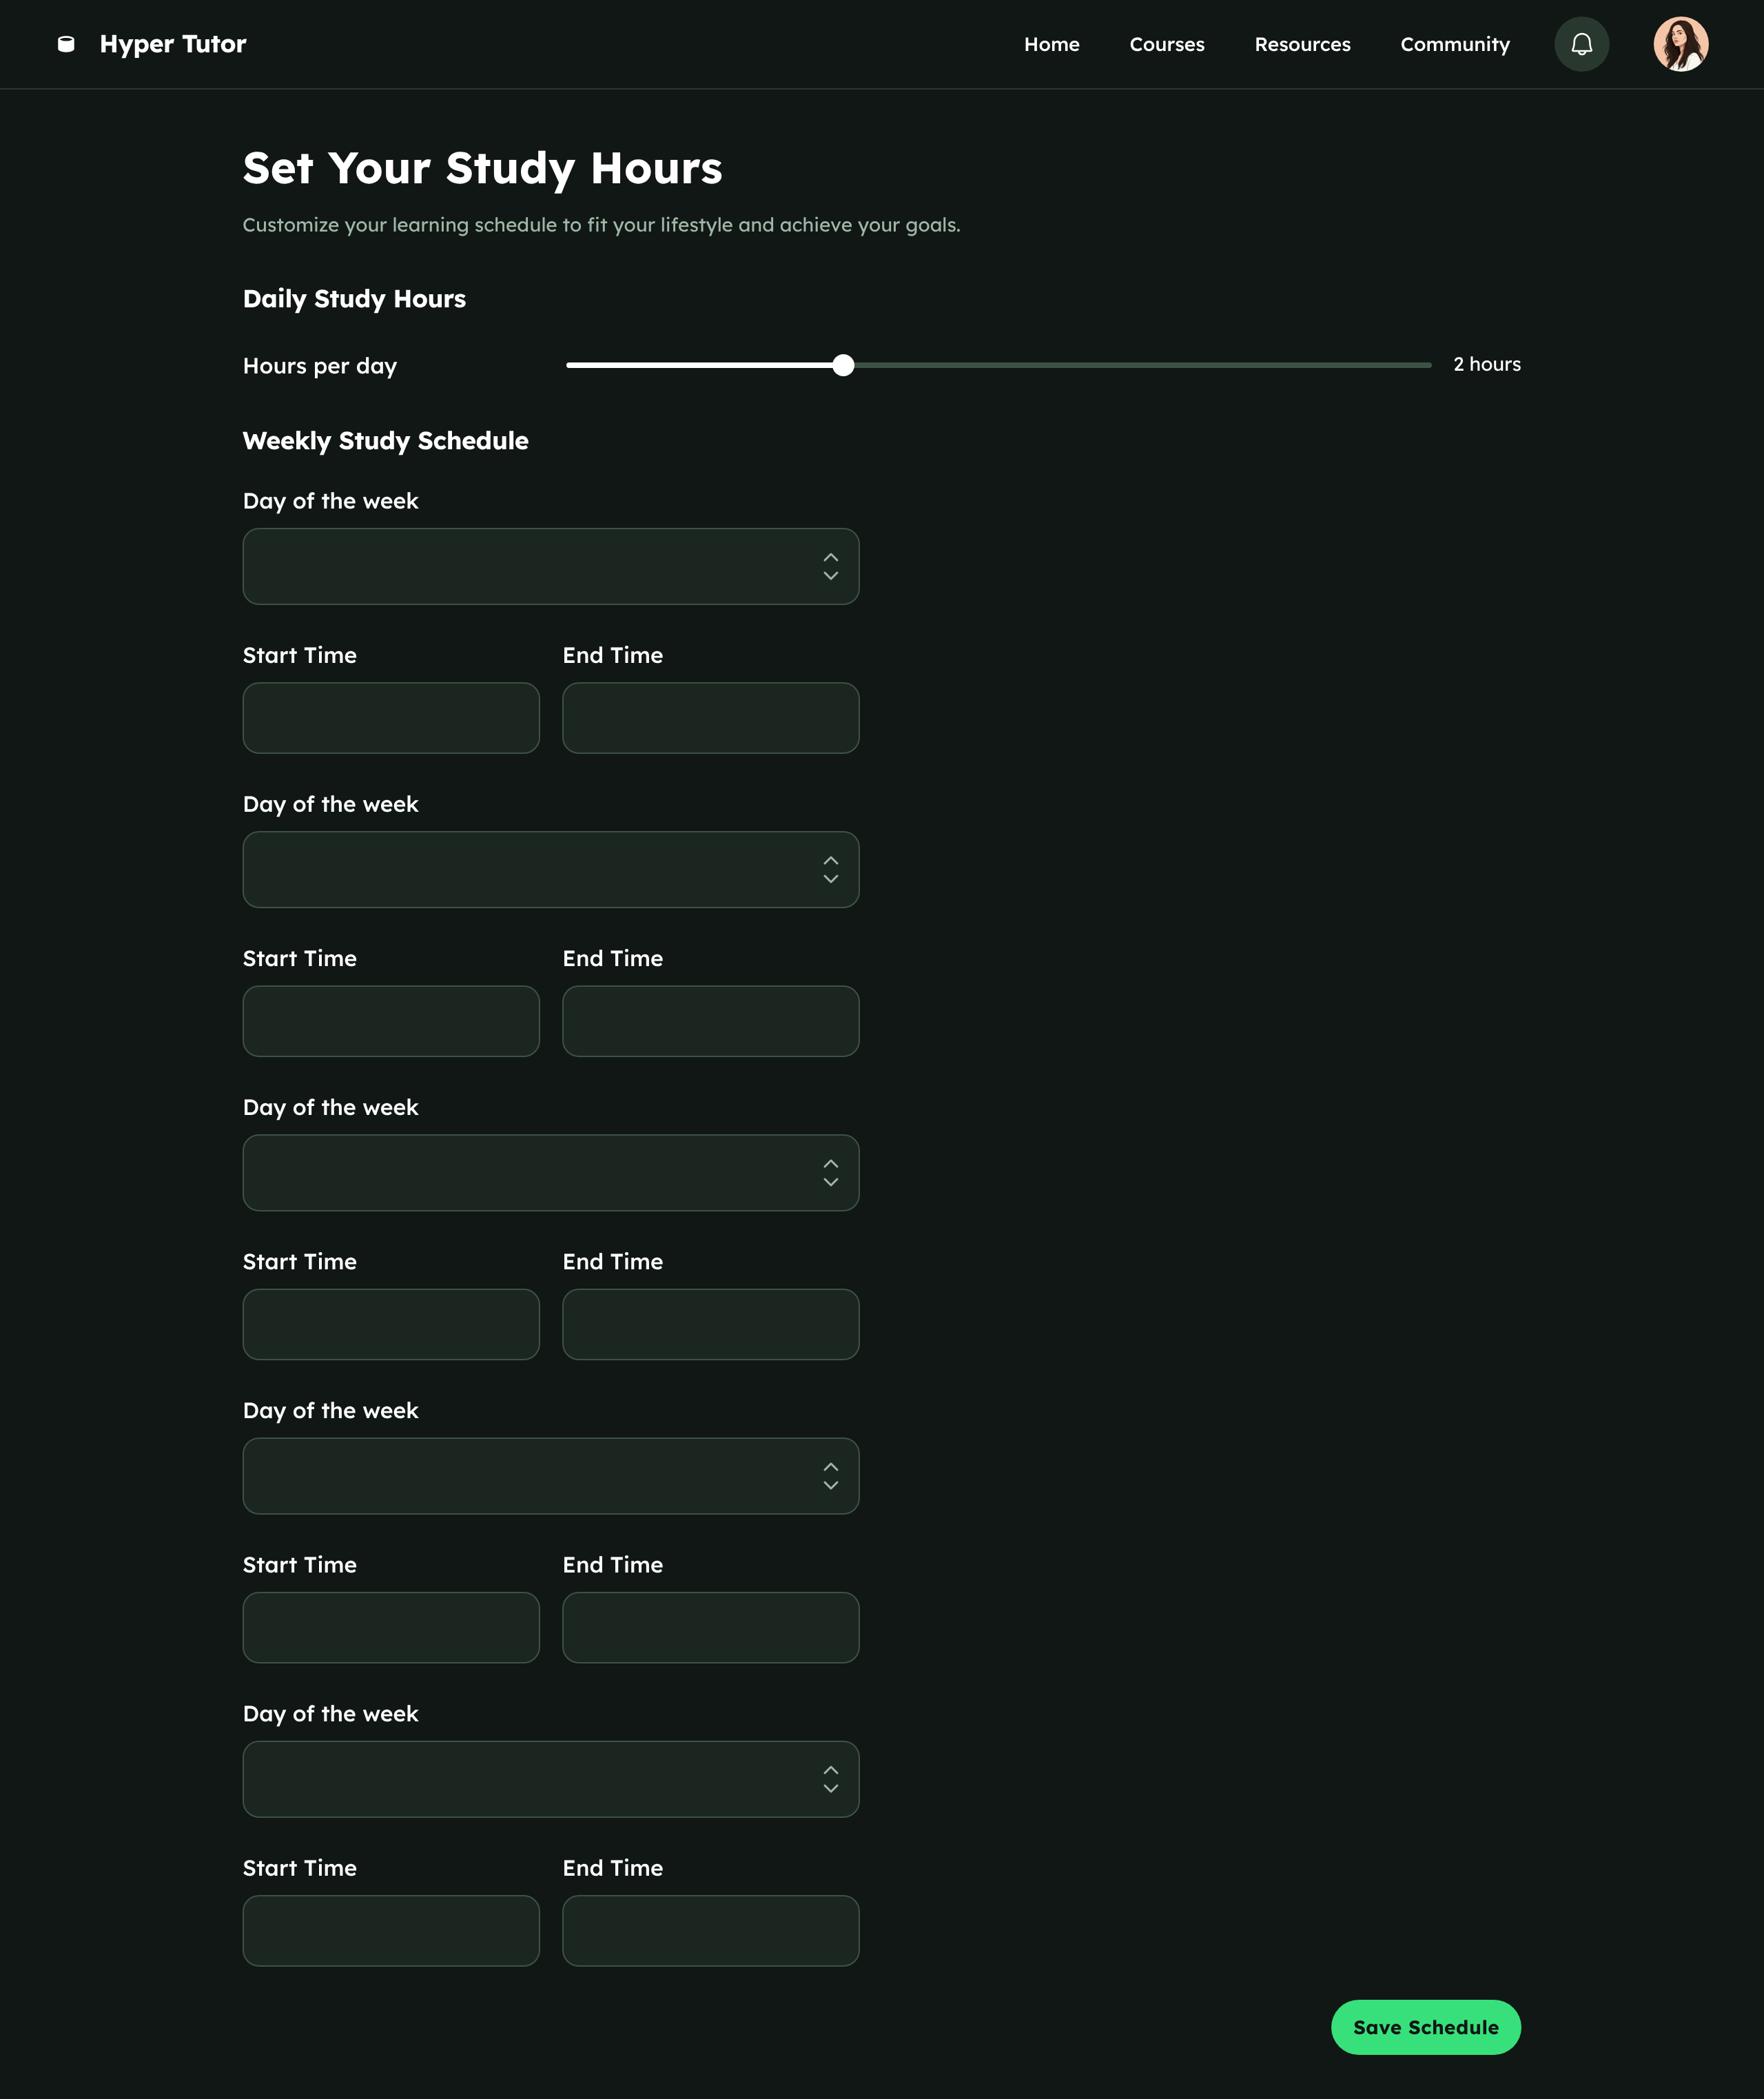 Hyper Tutor
Home
Courses
Resources
Community
Set Your Study Hours
Customize your learning schedule to fit your lifestyle and achieve your goals.
Daily Study Hours
Hours per day
2 hours
Weekly Study Schedule
Day of the week
Start Time
End Time
Day of the week
Start Time
End Time
Day of the week
Start Time
End Time
Day of the week
Start Time
End Time
Day of the week
Start Time
End Time
Save Schedule